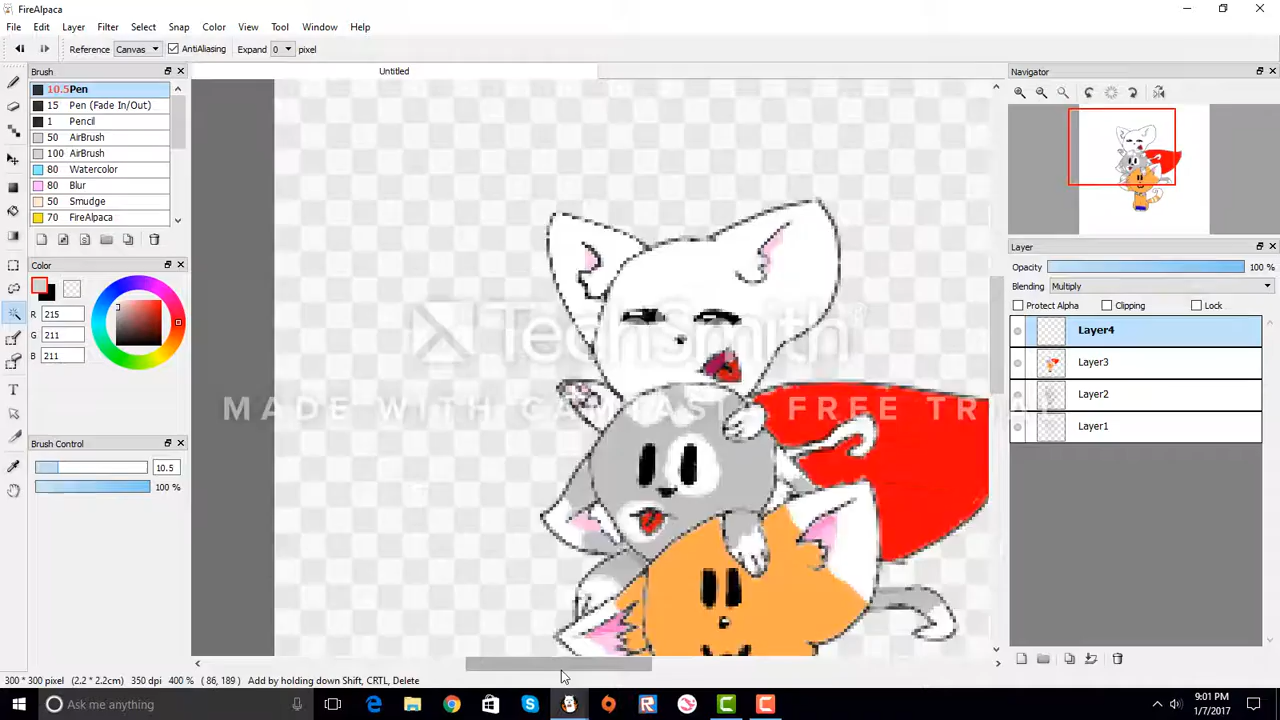 FireAlpaca
File Edit Layer Filter Select Snap Color View Tool Window Help
Reference Canvas AntiAliasing Expand 0 pixel
Brush
Untitled
Navigator
10.5 Pen
15 Pen (Fade In/Out)
1 Pencil
50 AirBrush
100 AirBrush
80 Watercolor
80 Blur
50 Smudge
70 FireAlpaca
Color
R 215
G 211
B 211
Brush Control
10.5
100 %
Layer
Opacity 100 %
Blending Multiply
Protect Alpha Clipping Lock
Layer4
Layer3
Layer2
Layer1
TechSmith
MADE WITH CAMTASIA FREE TRIAL
300 * 300 pixel (2.2 * 2.2cm) 350 dpi 400 % ( 86, 189 ) Add by holding down Shift, CRTL, Delete
Ask me anything
9:01 PM
1/7/2017